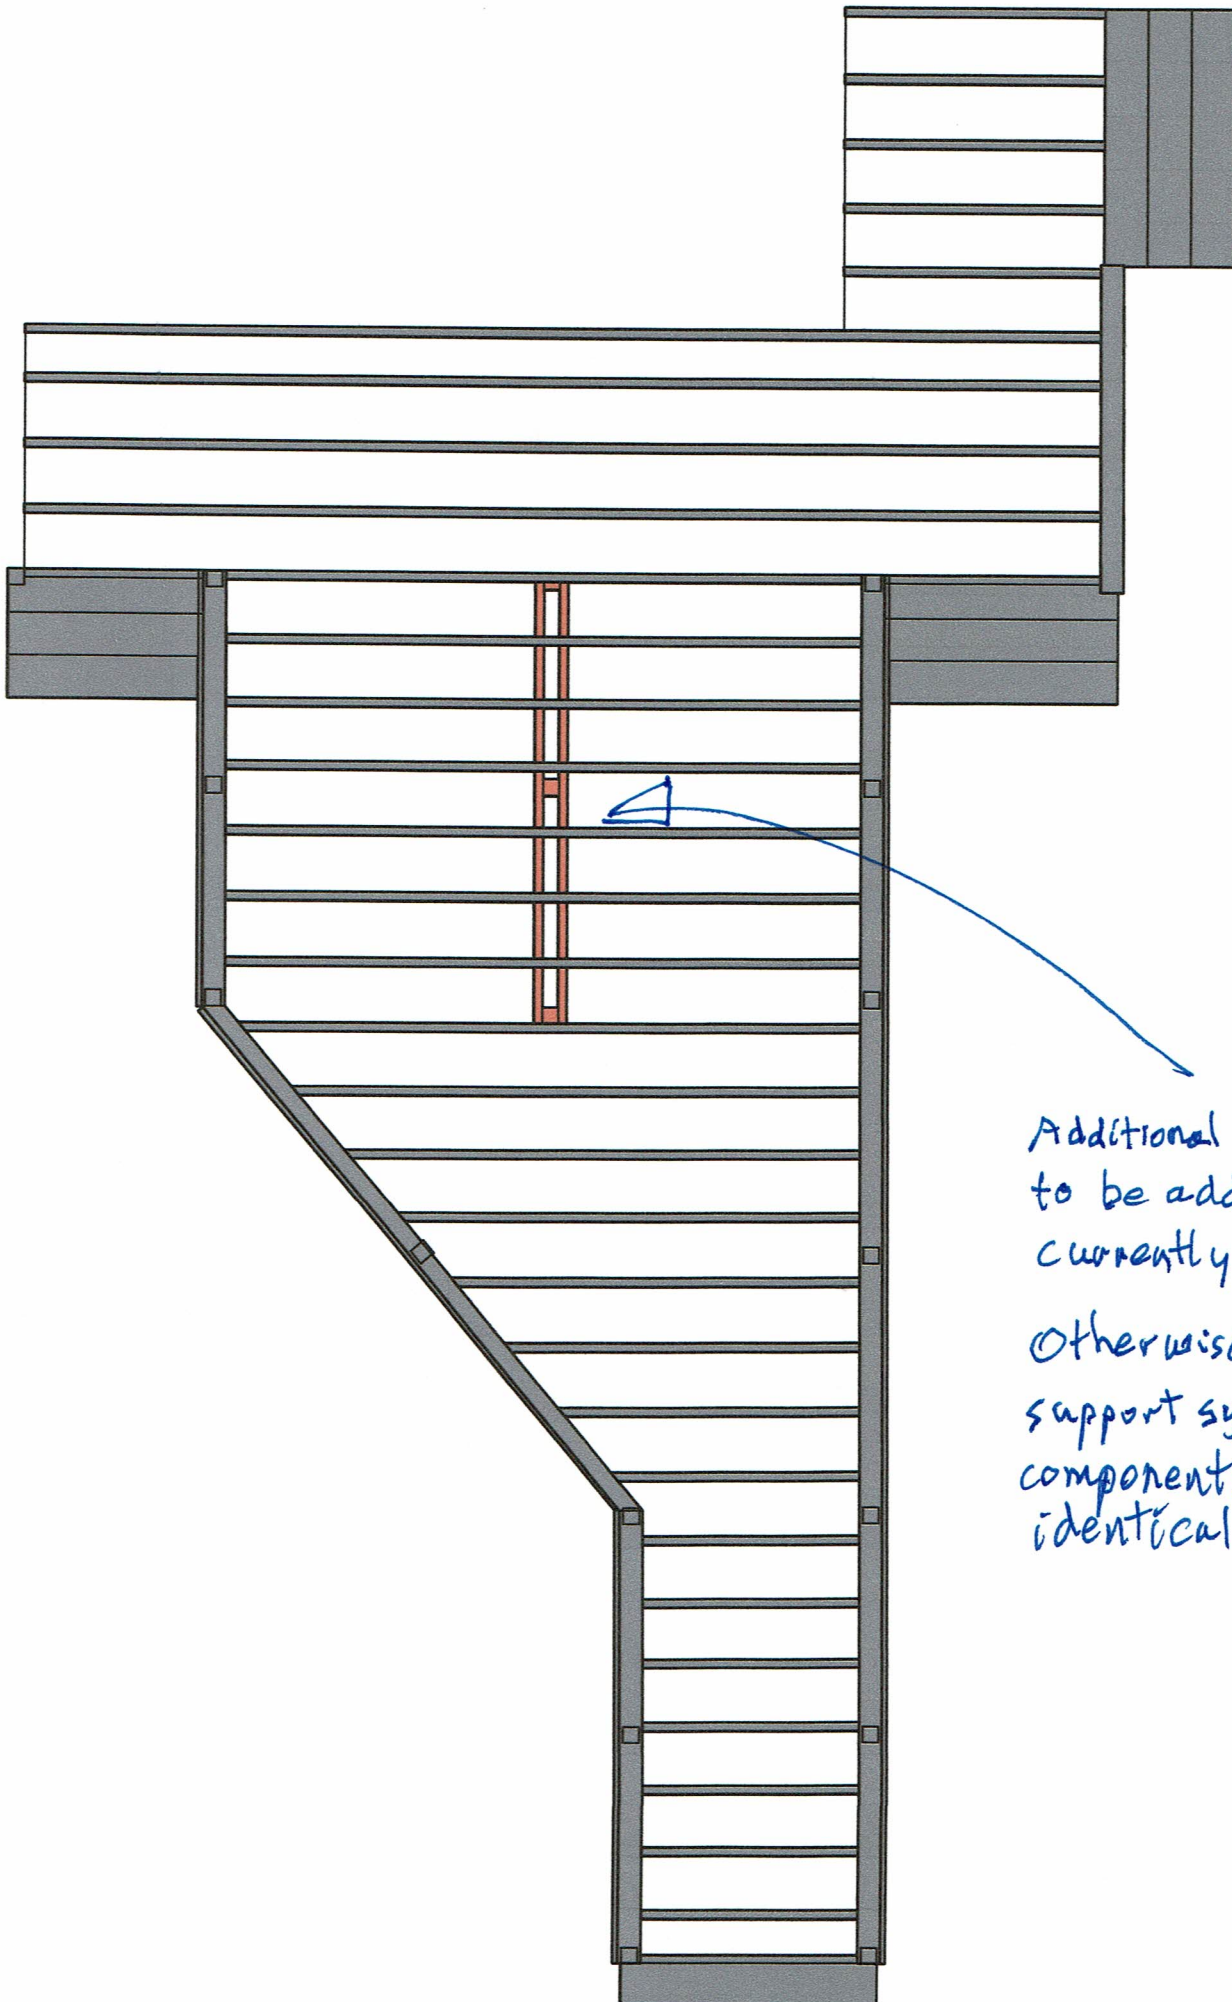 Additional
to be add
currently
Otherwise
support sy
component
identical